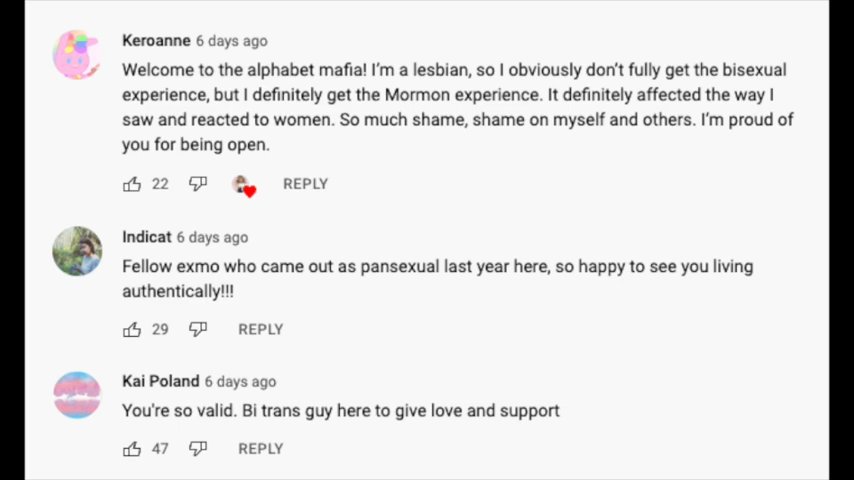 Keroanne 6 days ago
Welcome to the alphabet mafia! I'm a lesbian, so I obviously don't fully get the bisexual
experience, but I definitely get the Mormon experience. It definitely affected the way I
saw and reacted to women. So much shame, shame on myself and others. I'm proud of
you for being open.
22 REPLY
Indicat 6 days ago
Fellow exmo who came out as pansexual last year here, so happy to see you living
authentically!!!
29 REPLY
Kai Poland 6 days ago
You're so valid. Bi trans guy here to give love and support
47 REPLY